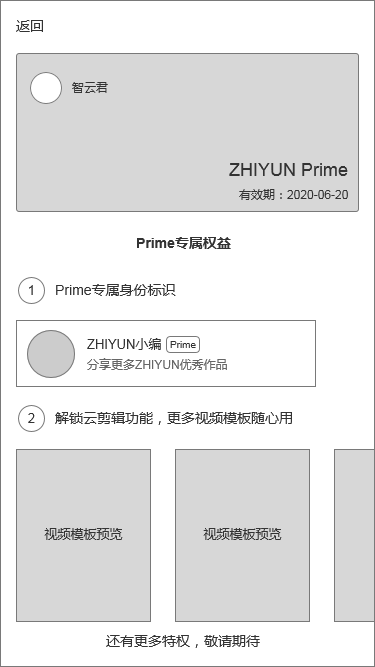 返回
智云君
ZHIYUN Prime
有效期：2020-06-20
Prime专属权益
1 Prime专属身份标识
ZHIYUN小编 Prime
分享更多ZHIYUN优秀作品
2 解锁云剪辑功能，更多视频模板随心用
视频模板预览 视频模板预览
还有更多特权，敬请期待